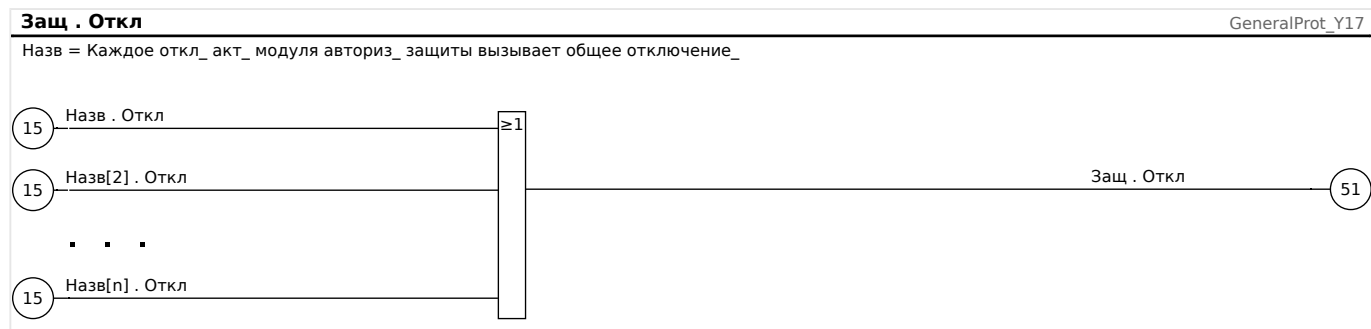 Защ . Откл
GeneralProt_Y17
Назв = Каждое откл_ акт_ модуля авториз_ защиты вызывает общее отключение_
Назв . Откл
15
≥1
Назв[2] . Откл
15
Защ . Откл
51
Назв[n] . Откл
15